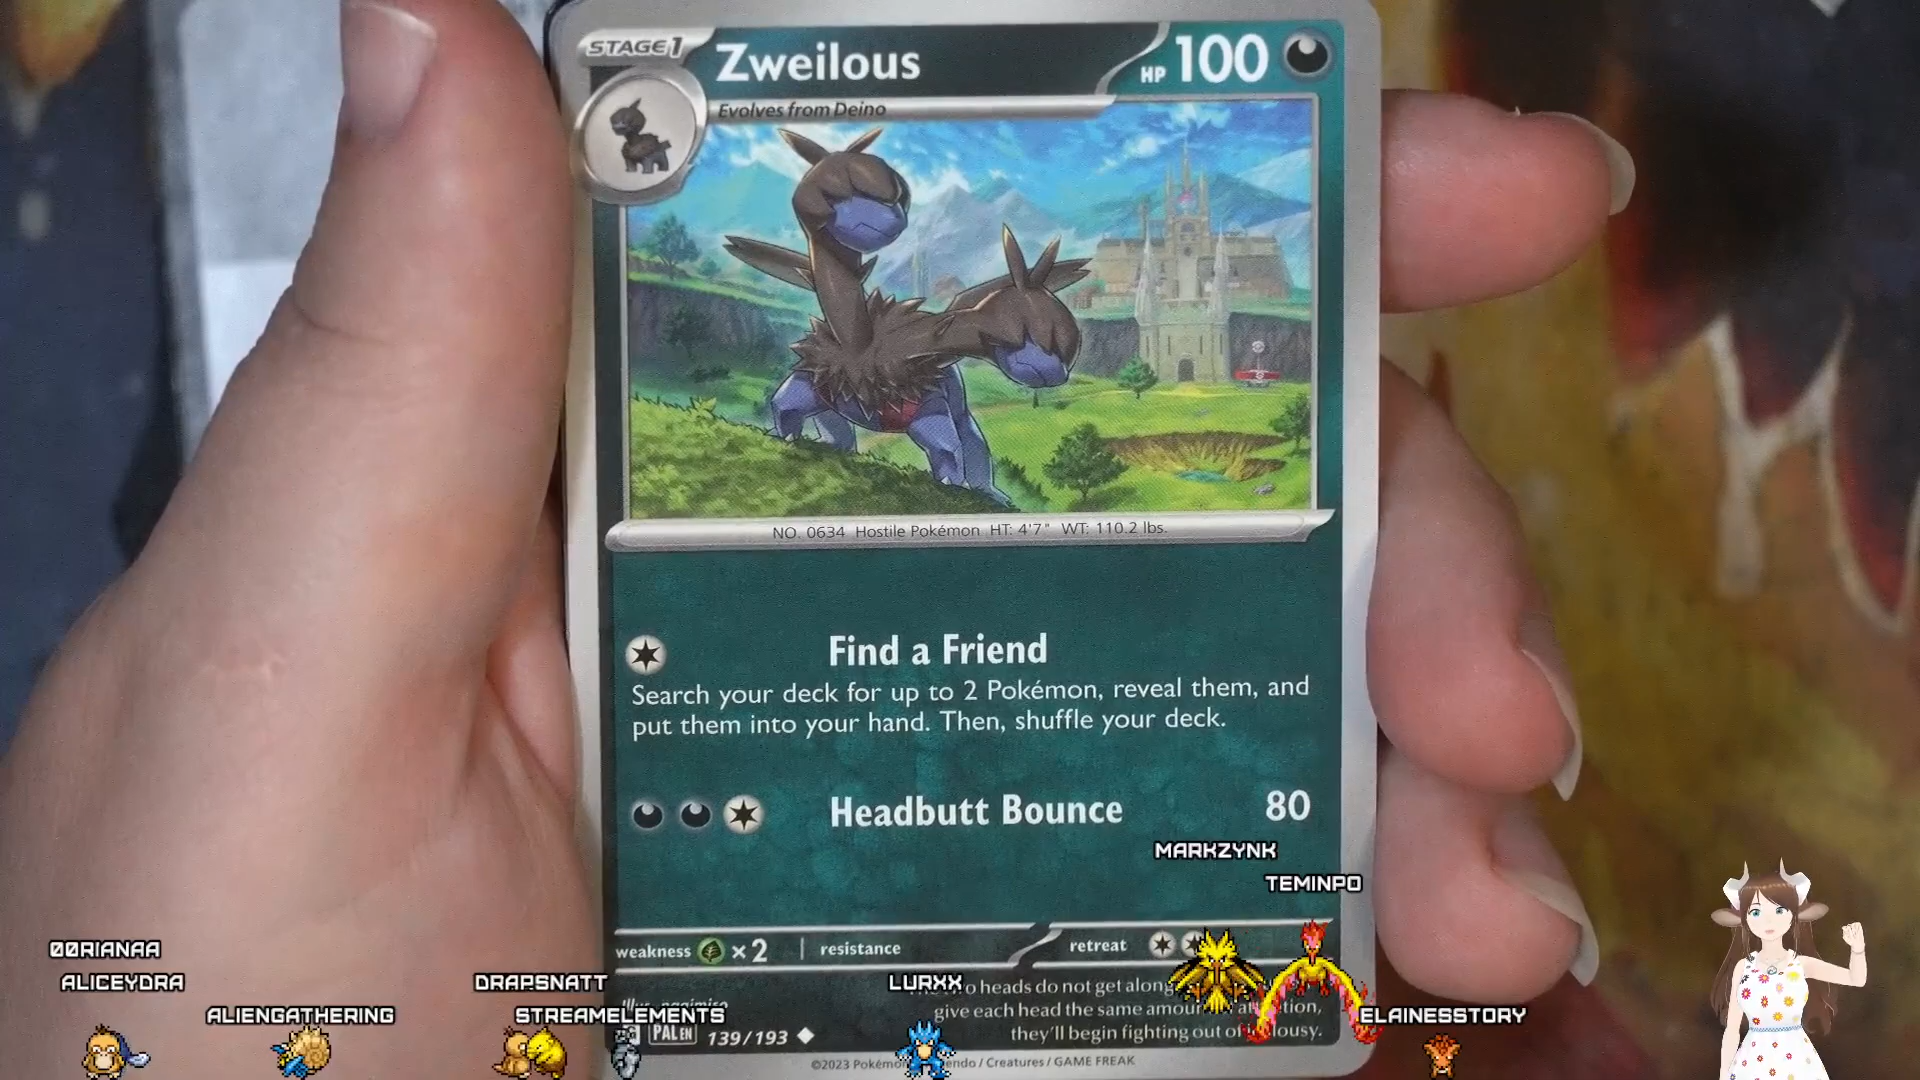 STAGE1 Zweilous HP 100
Evolves from Deino
NO. 0634 Hostile Pokémon HT: 4'7" WT: 110.2 lbs.
Find a Friend
Search your deck for up to 2 Pokémon, reveal them, and
put them into your hand. Then, shuffle your deck.
Headbutt Bounce 80
MARKZYNK
TEMINPO
weakness ×2 resistance retreat
00RIANAA
ALICEYDRA
DRAPSNATT
LURXX
o heads do not get along
ALIENGATHERING
STREAMELEMENTS
give each head the same
ELAINESSTORY
PAL EN 139/193
they'll begin fighting out of
©2023 Pokémon / Creatures / GAME FREAK